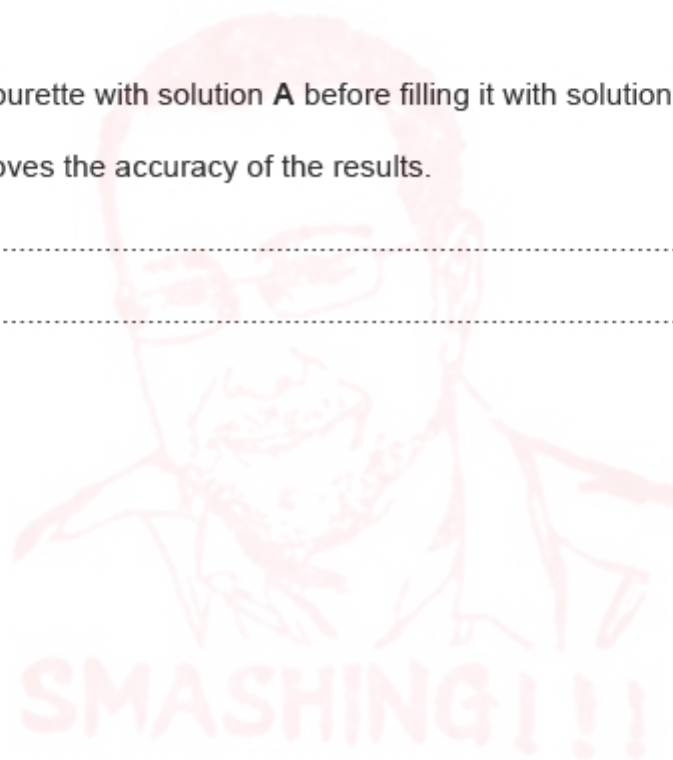 burette with solution A before filling it with solution
oves the accuracy of the results.
SMASHING!!!